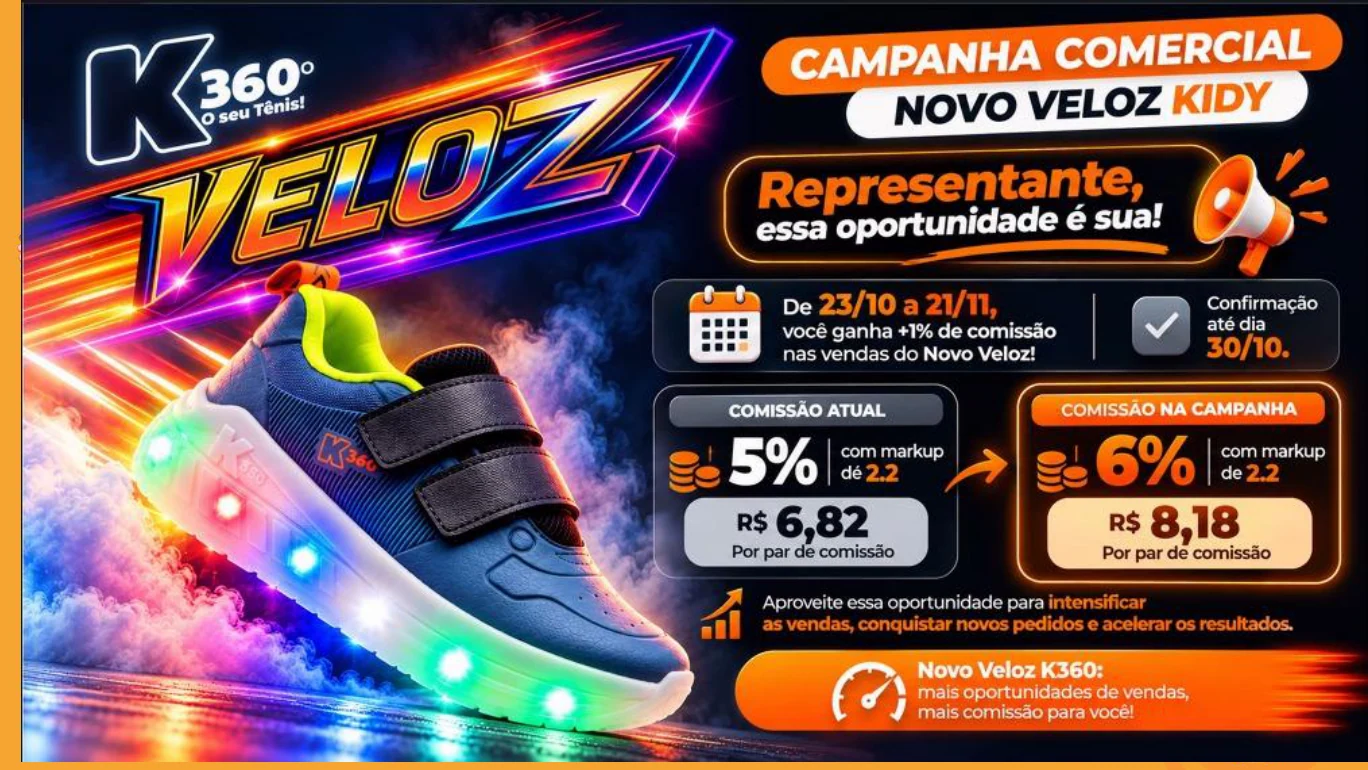 K 360°
O seu Tênis!
VELOZ
CAMPANHA COMERCIAL
NOVO VELOZ KIDY
Representante,
essa oportunidade é sua!
De 23/10 a 21/11,
você ganha +1% de comissão
nas vendas do Novo Veloz!
Confirmação
até dia
30/10.
COMISSÃO ATUAL
5%
com markup
dé 2.2
R$ 6,82
Por par de comissão
COMISSÃO NA CAMPANHA
6%
com markup
de 2.2
R$ 8,18
Por par de comissão
K360
K
360°
Aproveite essa oportunidade para intensificar
as vendas, conquistar novos pedidos e acelerar os resultados.
Novo Veloz K360:
mais oportunidades de vendas,
mais comissão para você!